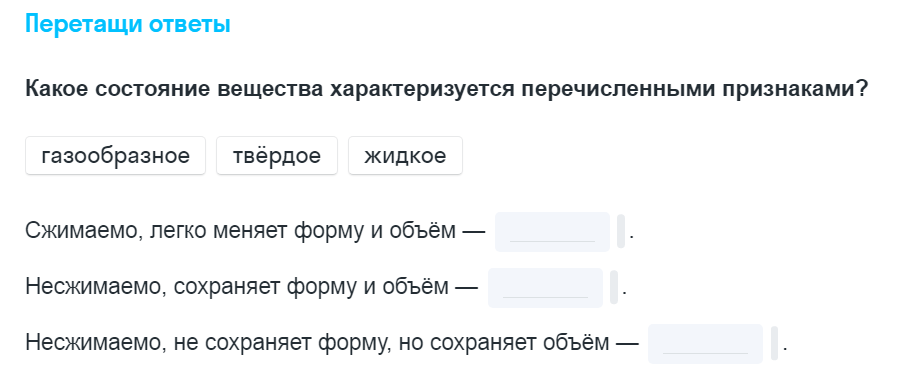 Перетащи ответы
Какое состояние вещества характеризуется перечисленными признаками?
газообразное твёрдое жидкое
Сжимаемо, легко меняет форму и объём — .
Несжимаемо, сохраняет форму и объём — .
Несжимаемо, не сохраняет форму, но сохраняет объём — .